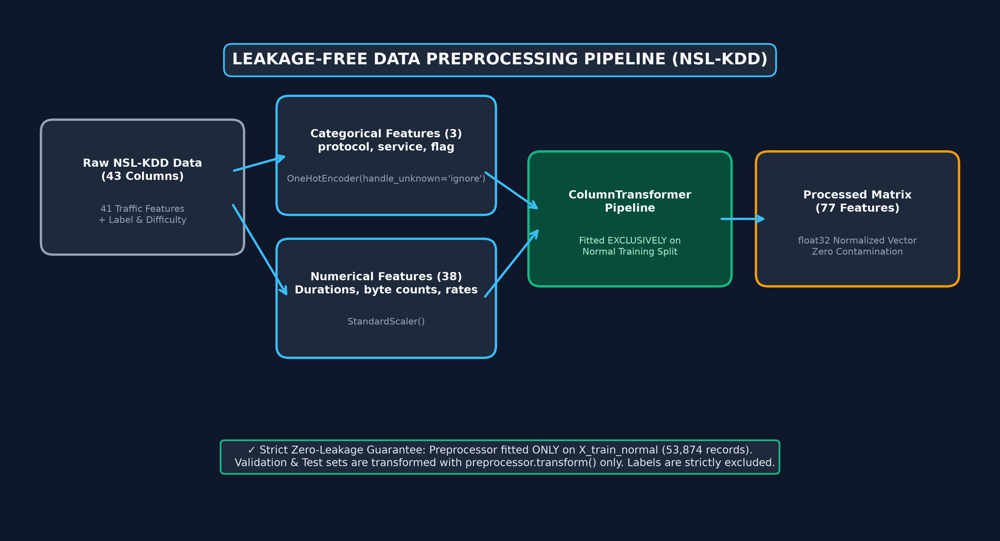 LEAKAGE-FREE DATA PREPROCESSING PIPELINE (NSL-KDD)
Raw NSL-KDD Data
(43 Columns)
41 Traffic Features
+ Label & Difficulty
Categorical Features (3)
protocol, service, flag
OneHotEncoder(handle_unknown='ignore')
Numerical Features (38)
Durations, byte counts, rates
StandardScaler()
ColumnTransformer
Pipeline
Fitted EXCLUSIVELY on
Normal Training Split
Processed Matrix
(77 Features)
float32 Normalized Vector
Zero Contamination
✓ Strict Zero-Leakage Guarantee: Preprocessor fitted ONLY on X_train_normal (53,874 records).
Validation & Test sets are transformed with preprocessor.transform() only. Labels are strictly excluded.